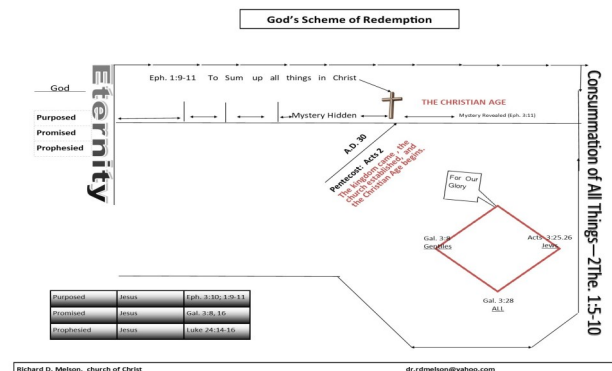 God's Scheme of Redemption
Eph. 1:9-11 To Sum up all things in Christ
God
Eternity
Purposed
Promised
Prophesied
Mystery Hidden
THE CHRISTIAN AGE
Mystery Revealed (Eph. 3:11)
A.D. 30
Pentecost: Acts 2
The kingdom came , the
church established, and
the Christian Age begins.
Consummation of All Things—2The. 1:5-10
For Our
Glory
Gal. 3:8
Gentiles
Acts 3:25.26
Jews
Gal. 3:28
ALL
Purposed Jesus Eph. 3:10; 1:9-11
Promised Jesus Gal. 3:8, 16
Prophesied Jesus Luke 24:14-16
Richard D. Melson, church of Christ dr.rdmelson@yahoo.com